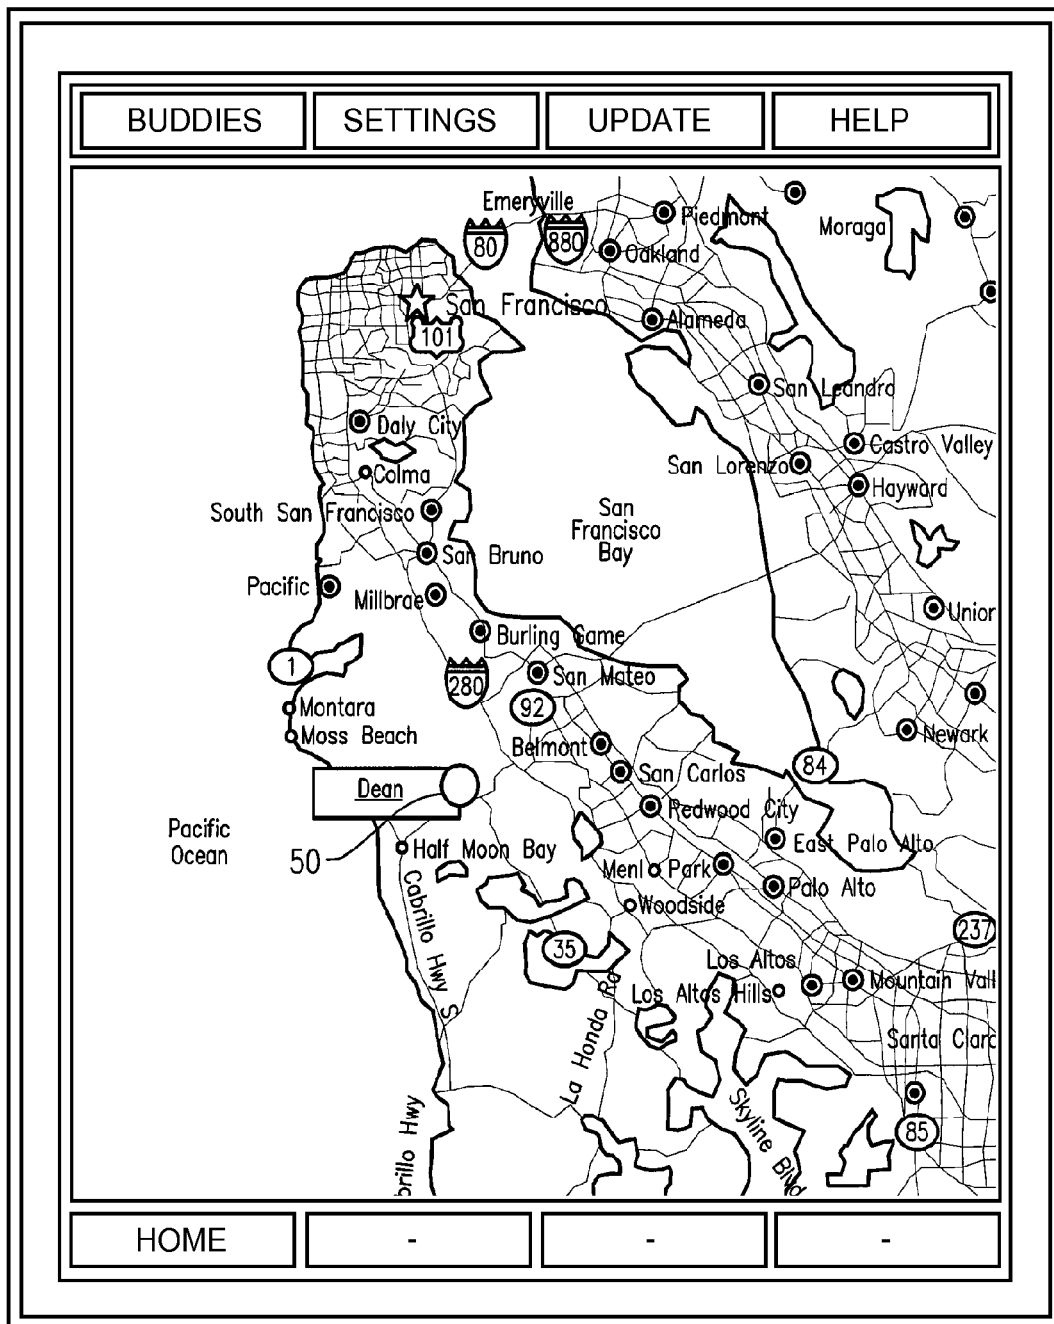 BUDDIES
SETTINGS
UPDATE
HELP
Emeryville
Piedmont
Moraga
80
880
Oakland
San Francisco
101
Alameda
San Leandro
Daly City
Castro Valley
San Lorenzo
Colma
Hayward
South San Francisco
San
Francisco
Bay
San Bruno
Pacific
Millbrae
Union
Burling Game
1
280
San Mateo
92
Montara
Moss Beach
Belmont
Newark
84
San Carlos
Dean
Redwood City
Pacific
Ocean
50
Half Moon Bay
East Palo Alto
Menl Park
Palo Alto
Cabrillo Hwy S
Woodside
237
35
Los Altos
Los Altos Hills
Mountain Vall
La Honda Rd
Santa Clara
Skyline Blvd
85
brillo Hwy
HOME
-
-
-